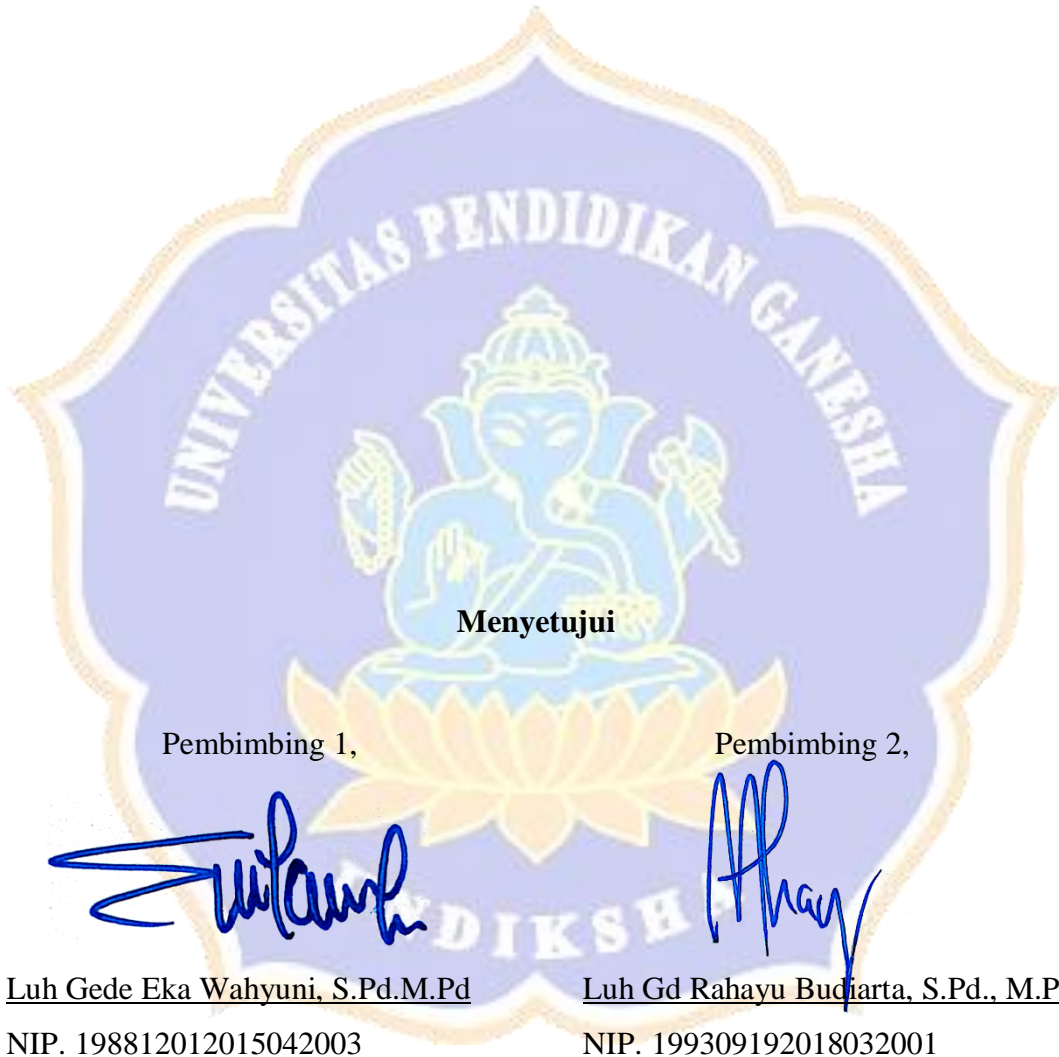 UNIVERSITAS PENDIDIKAN GANESHA
Menyetujui
Pembimbing 1, Pembimbing 2,
UNDIKSHA
Luh Gede Eka Wahyuni, S.Pd.M.Pd Luh Gd Rahayu Budiarta, S.Pd., M.P
NIP. 198812012015042003 NIP. 199309192018032001